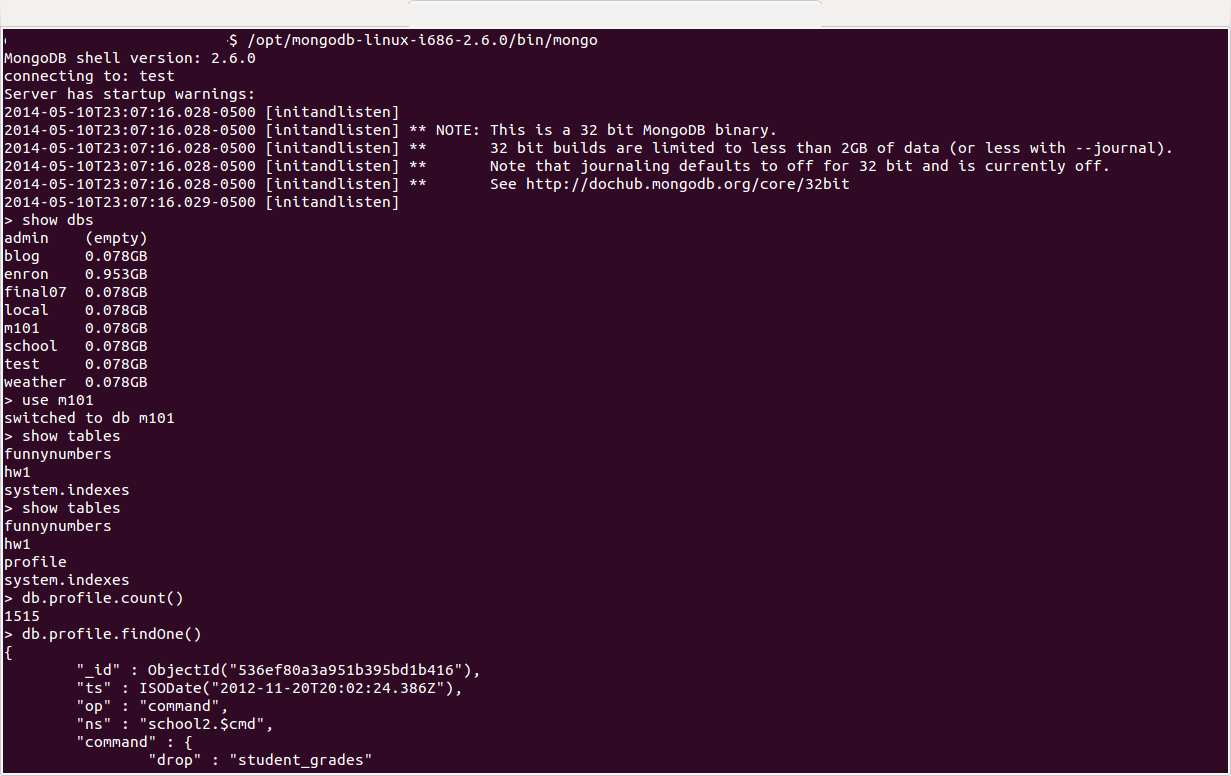 $ /opt/mongodb-linux-i686-2.6.0/bin/mongo
MongoDB shell version: 2.6.0
connecting to: test
Server has startup warnings:
2014-05-10T23:07:16.028-0500 [initandlisten]
2014-05-10T23:07:16.028-0500 [initandlisten] ** NOTE: This is a 32 bit MongoDB binary.
2014-05-10T23:07:16.028-0500 [initandlisten] **       32 bit builds are limited to less than 2GB of data (or less with --journal).
2014-05-10T23:07:16.028-0500 [initandlisten] **       Note that journaling defaults to off for 32 bit and is currently off.
2014-05-10T23:07:16.028-0500 [initandlisten] **       See http://dochub.mongodb.org/core/32bit
2014-05-10T23:07:16.029-0500 [initandlisten]
> show dbs
admin    (empty)
blog     0.078GB
enron    0.953GB
final07  0.078GB
local    0.078GB
m101     0.078GB
school   0.078GB
test     0.078GB
weather  0.078GB
> use m101
switched to db m101
> show tables
funnynumbers
hw1
system.indexes
> show tables
funnynumbers
hw1
profile
system.indexes
> db.profile.count()
1515
> db.profile.findOne()
{
        "_id" : ObjectId("536ef80a3a951b395bd1b416"),
        "ts" : ISODate("2012-11-20T20:02:24.386Z"),
        "op" : "command",
        "ns" : "school2.$cmd",
        "command" : {
                "drop" : "student_grades"